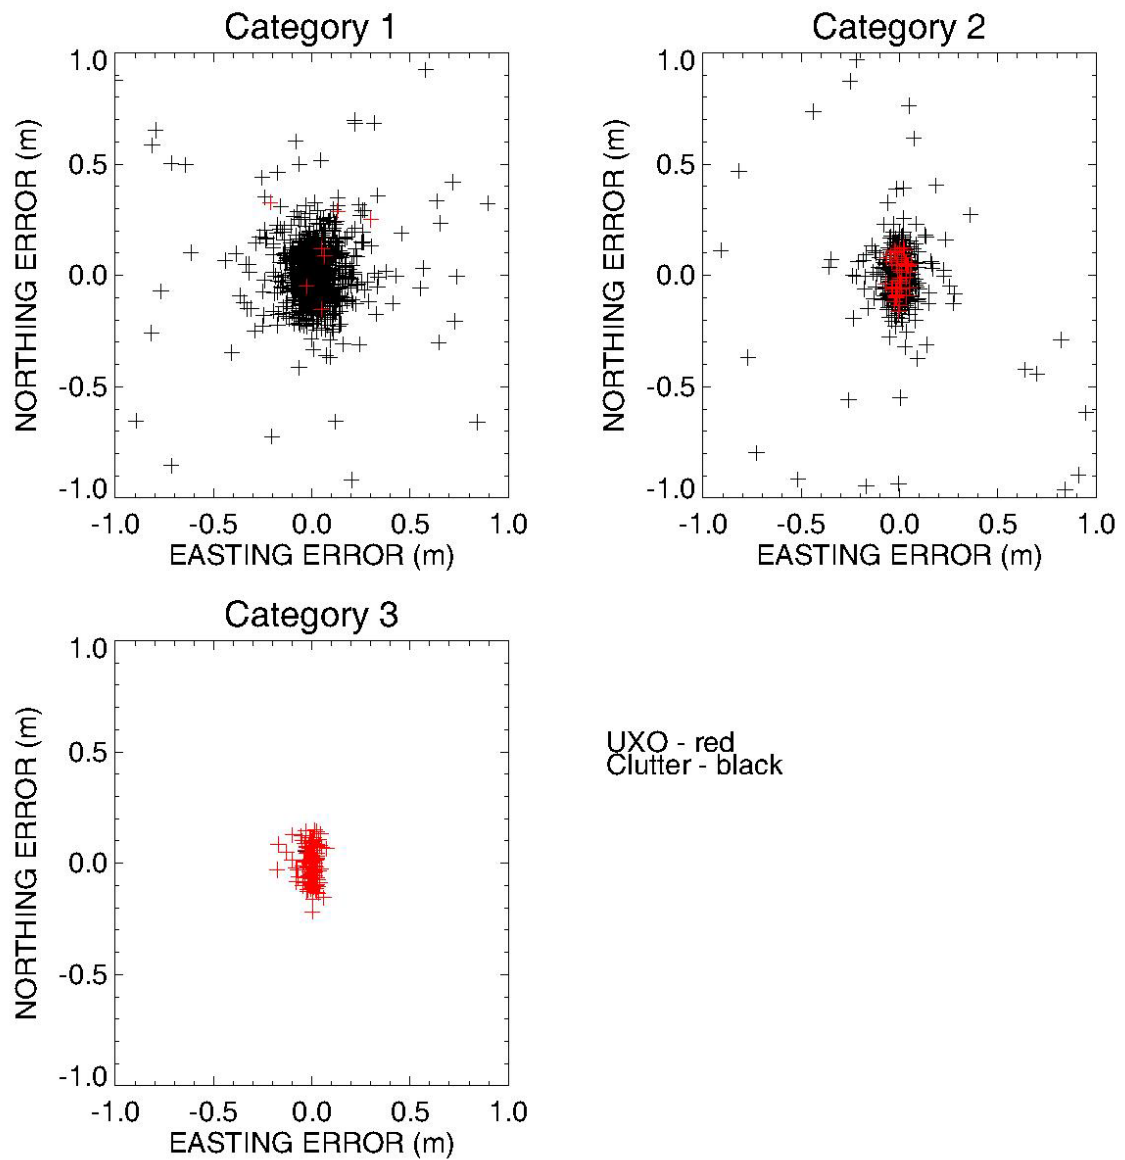 Category 1
1.0
0.5
0.0
-0.5
-1.0
NORTHING ERROR (m)
-1.0 -0.5 0.0 0.5 1.0
EASTING ERROR (m)
Category 2
1.0
0.5
0.0
-0.5
-1.0
NORTHING ERROR (m)
-1.0 -0.5 0.0 0.5 1.0
EASTING ERROR (m)
Category 3
1.0
0.5
0.0
-0.5
-1.0
NORTHING ERROR (m)
-1.0 -0.5 0.0 0.5 1.0
EASTING ERROR (m)
UXO - red
Clutter - black